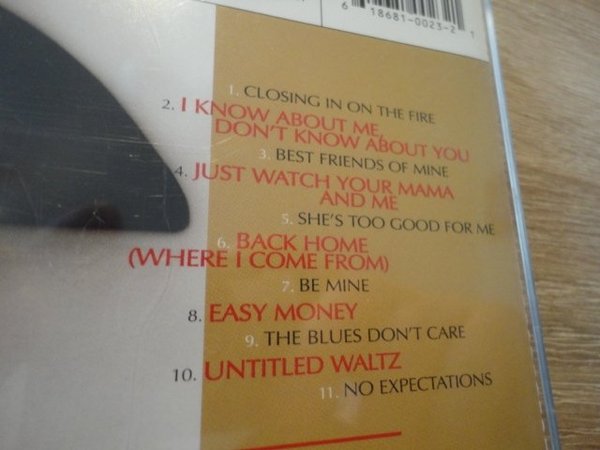 6 18681-0023-2 1
1. CLOSING IN ON THE FIRE
2. I KNOW ABOUT ME,
DON'T KNOW ABOUT YOU
3. BEST FRIENDS OF MINE
4. JUST WATCH YOUR MAMA
AND ME
5. SHE'S TOO GOOD FOR ME
6. BACK HOME
(WHERE I COME FROM)
7. BE MINE
8. EASY MONEY
9. THE BLUES DON'T CARE
10. UNTITLED WALTZ
11. NO EXPECTATIONS